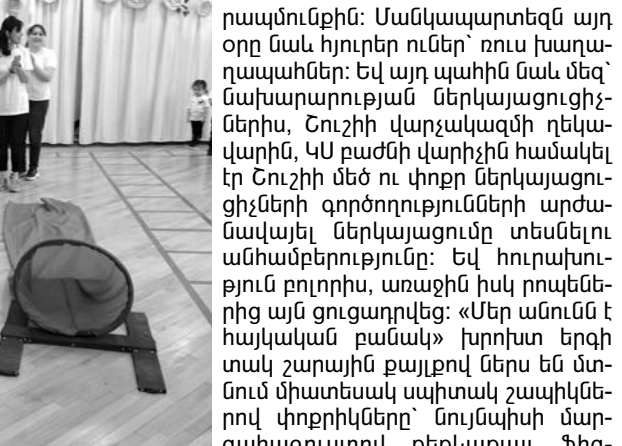 րապմունքին: Մանկապարտեզն այդ
օրը նաև հյուրեր ուներ՝ ռուս խաղա-
ղապահներ: Եվ այդ պահին նաև մեզ՝
նախարարության ներկայացուցիչ-
ներիս, Շուշիի վարչակազմի ղեկա-
վարին, ԿՍ բաժնի վարիչին համակել
էր Շուշիի մեծ ու փոքր ներկայացու-
ցիչների գործողությունների արժա-
նավայել ներկայացումը տեսնելու
անհամբերությունը: Եվ հուրախու-
թյուն բոլորիս, առաջին իսկ րոպենե-
րից այն ցուցադրվեց: «Մեր անունն է
հայկական բանակ» խրոխտ երգի
տակ շարային քայլքով ներս են մտ-
նում միատեսակ սպիտակ շապիկնե-
րով փոքրիկները՝ նույնպիսի մար-